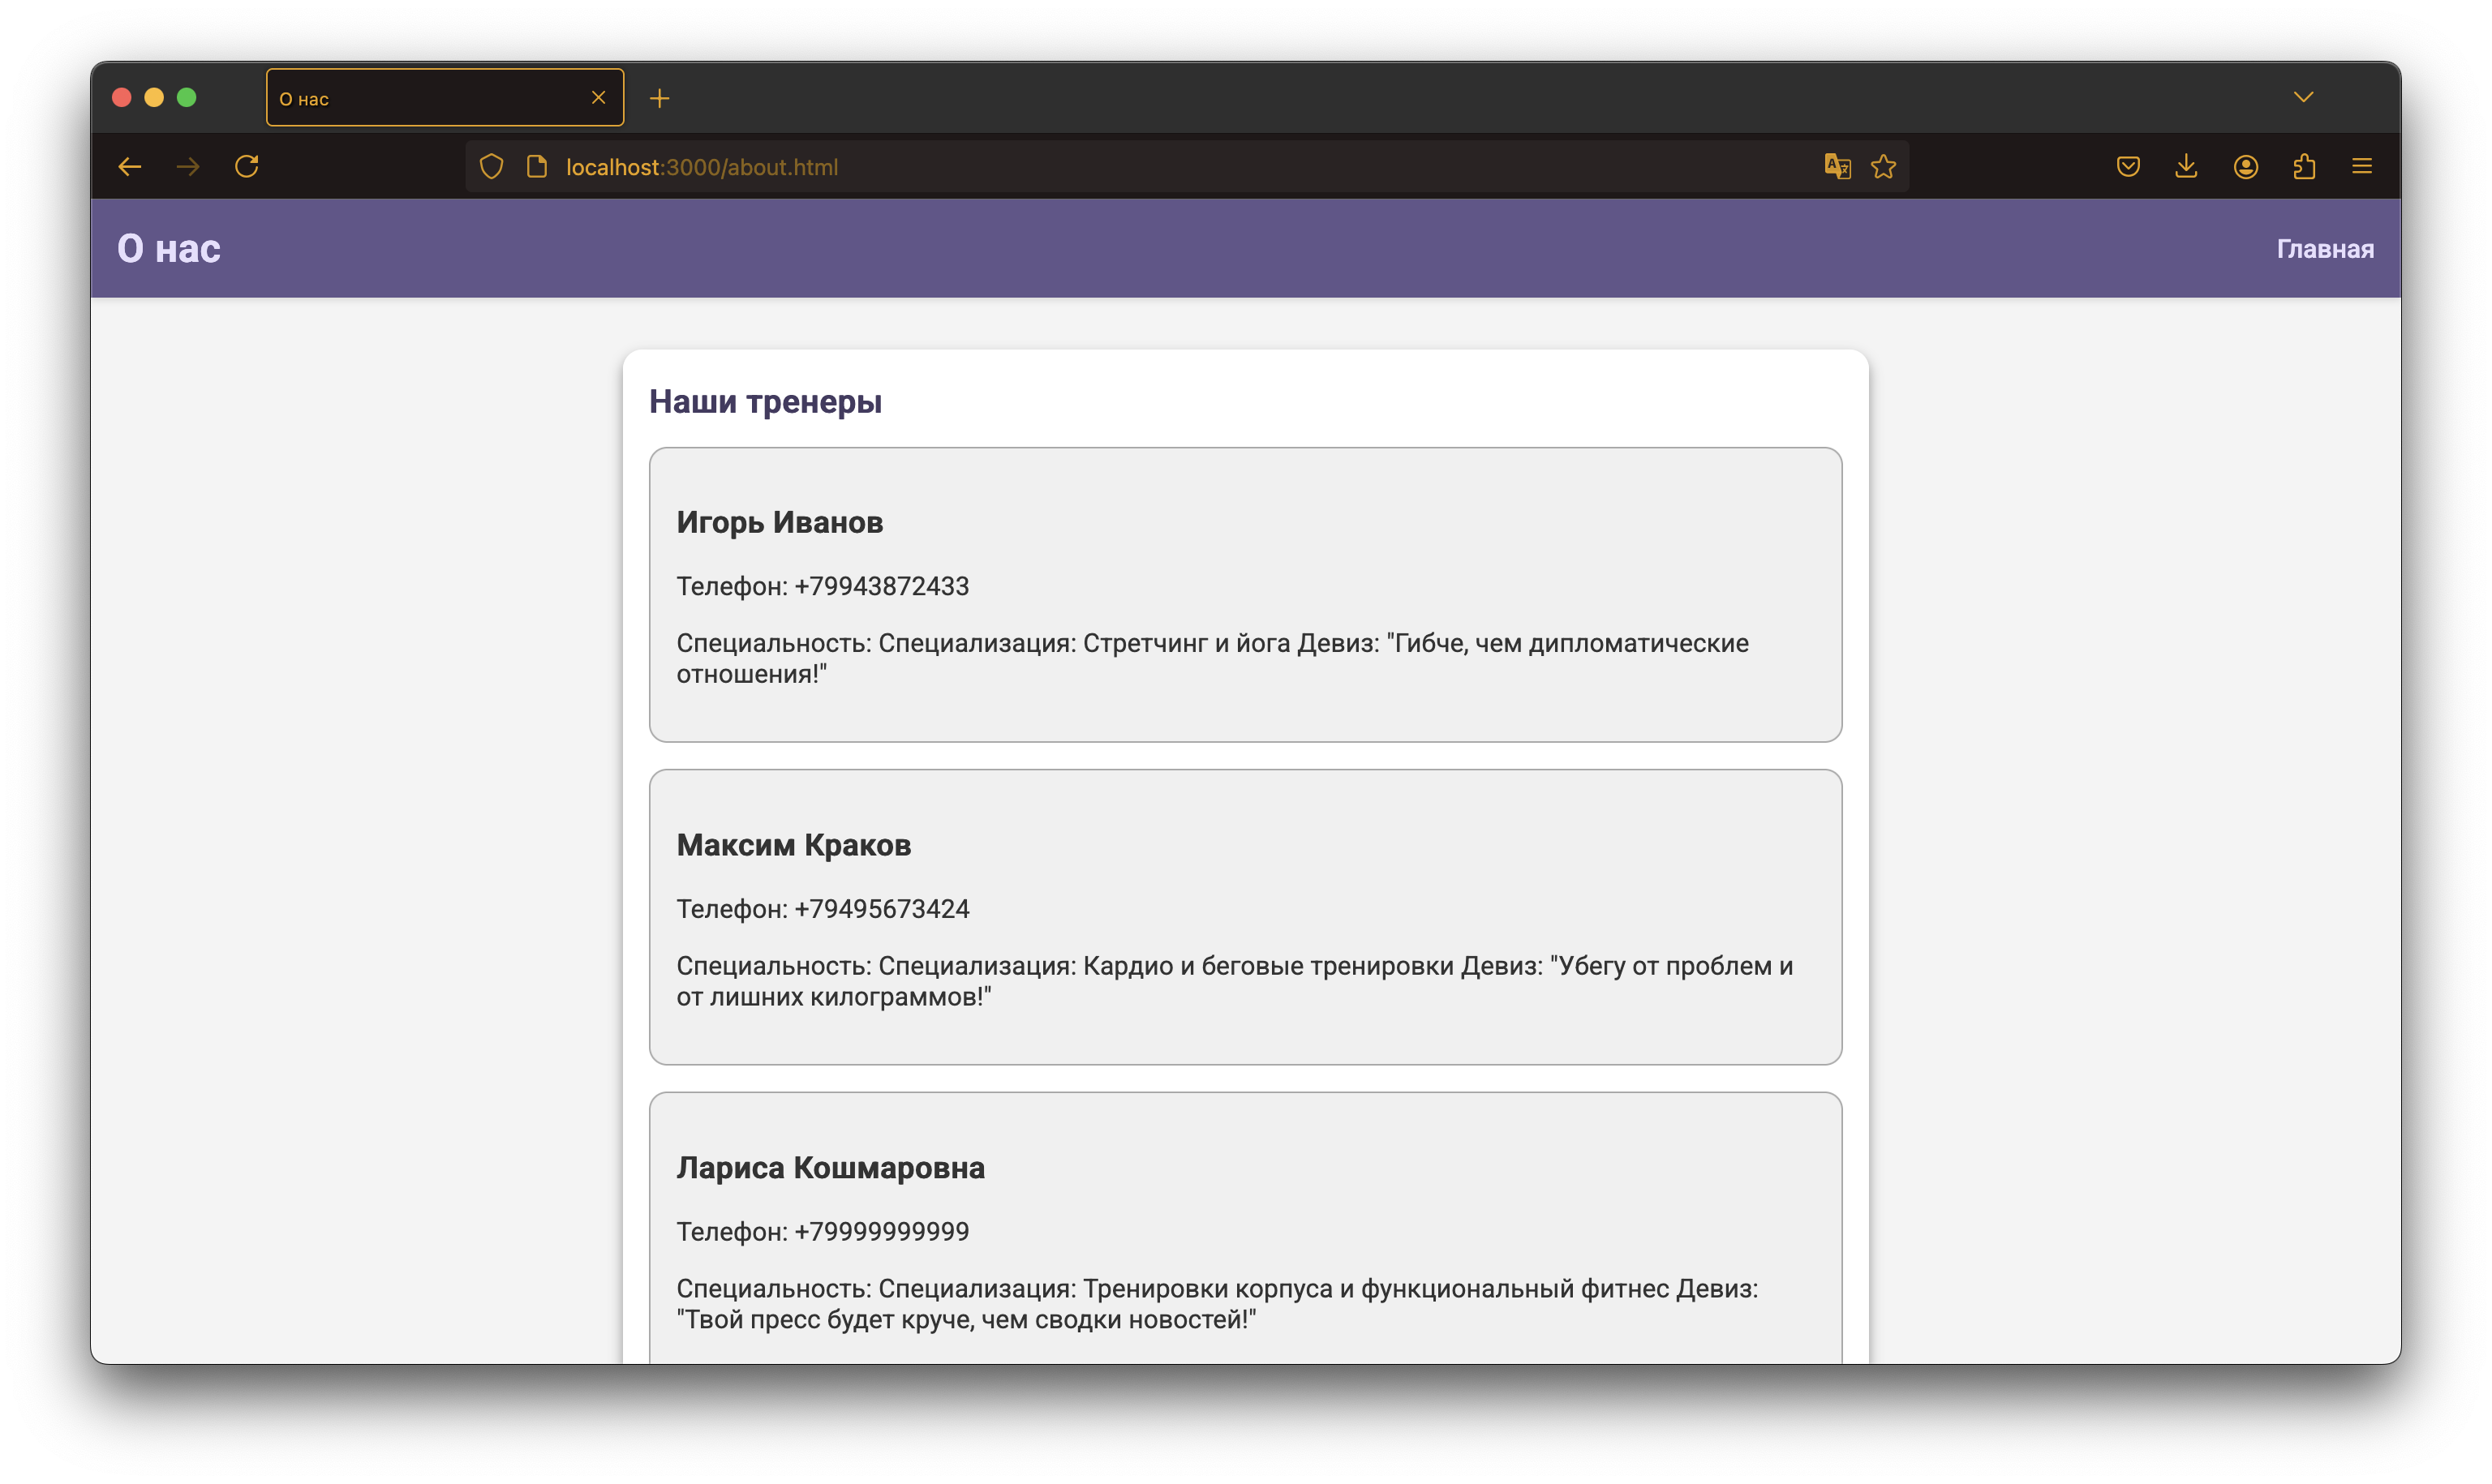 О нас
localhost:3000/about.html
О нас
Главная
Наши тренеры
Игорь Иванов
Телефон: +79943872433
Специальность: Специализация: Стретчинг и йога Девиз: "Гибче, чем дипломатические
отношения!"
Максим Краков
Телефон: +79495673424
Специальность: Специализация: Кардио и беговые тренировки Девиз: "Убегу от проблем и
от лишних килограммов!"
Лариса Кошмаровна
Телефон: +79999999999
Специальность: Специализация: Тренировки корпуса и функциональный фитнес Девиз:
"Твой пресс будет круче, чем сводки новостей!"